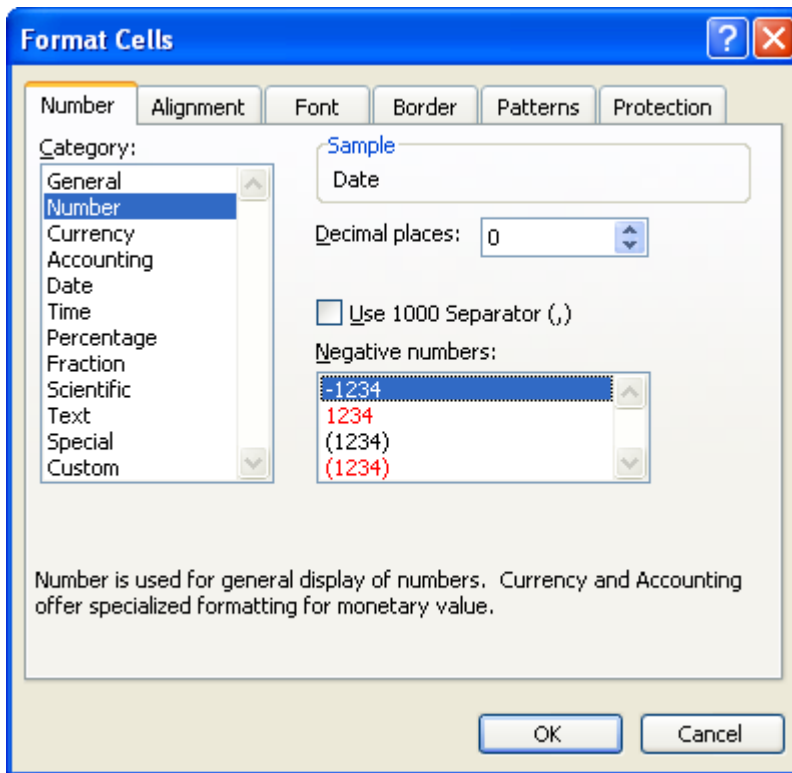 Format Cells
Number Alignment Font Border Patterns Protection
Category:
General
Number
Currency
Accounting
Date
Time
Percentage
Fraction
Scientific
Text
Special
Custom
Sample
Date
Decimal places: 0
Use 1000 Separator (,)
Negative numbers:
-1234
1234
(1234)
(1234)
Number is used for general display of numbers. Currency and Accounting
offer specialized formatting for monetary value.
OK Cancel